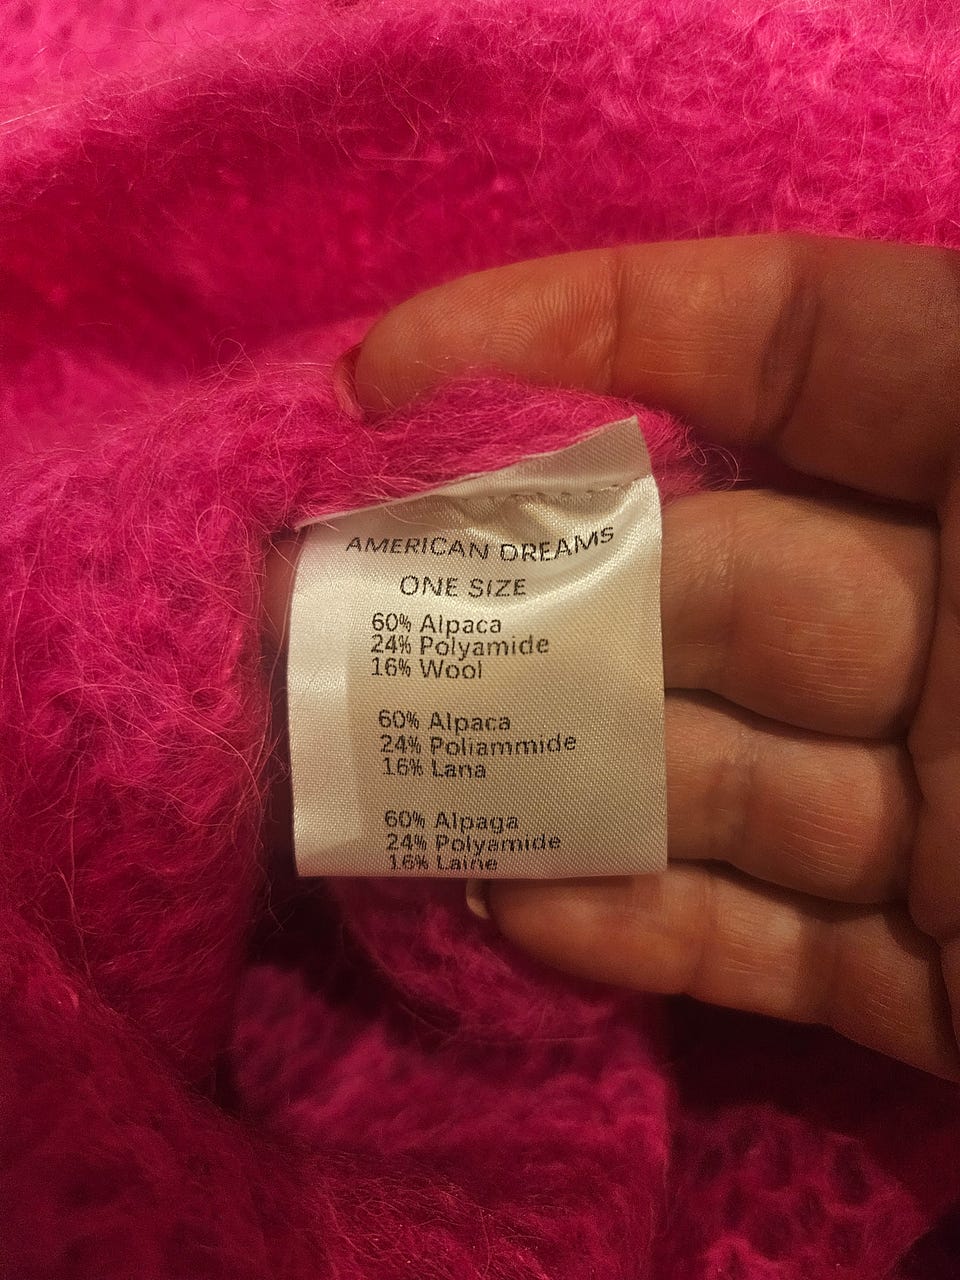 AMERICAN DREAMS
ONE SIZE
60% Alpaca
24% Polyamide
16% Wool
60% Alpaca
24% Poliammide
16% Lana
60% Alpaga
24% Polyamide
16% Laine